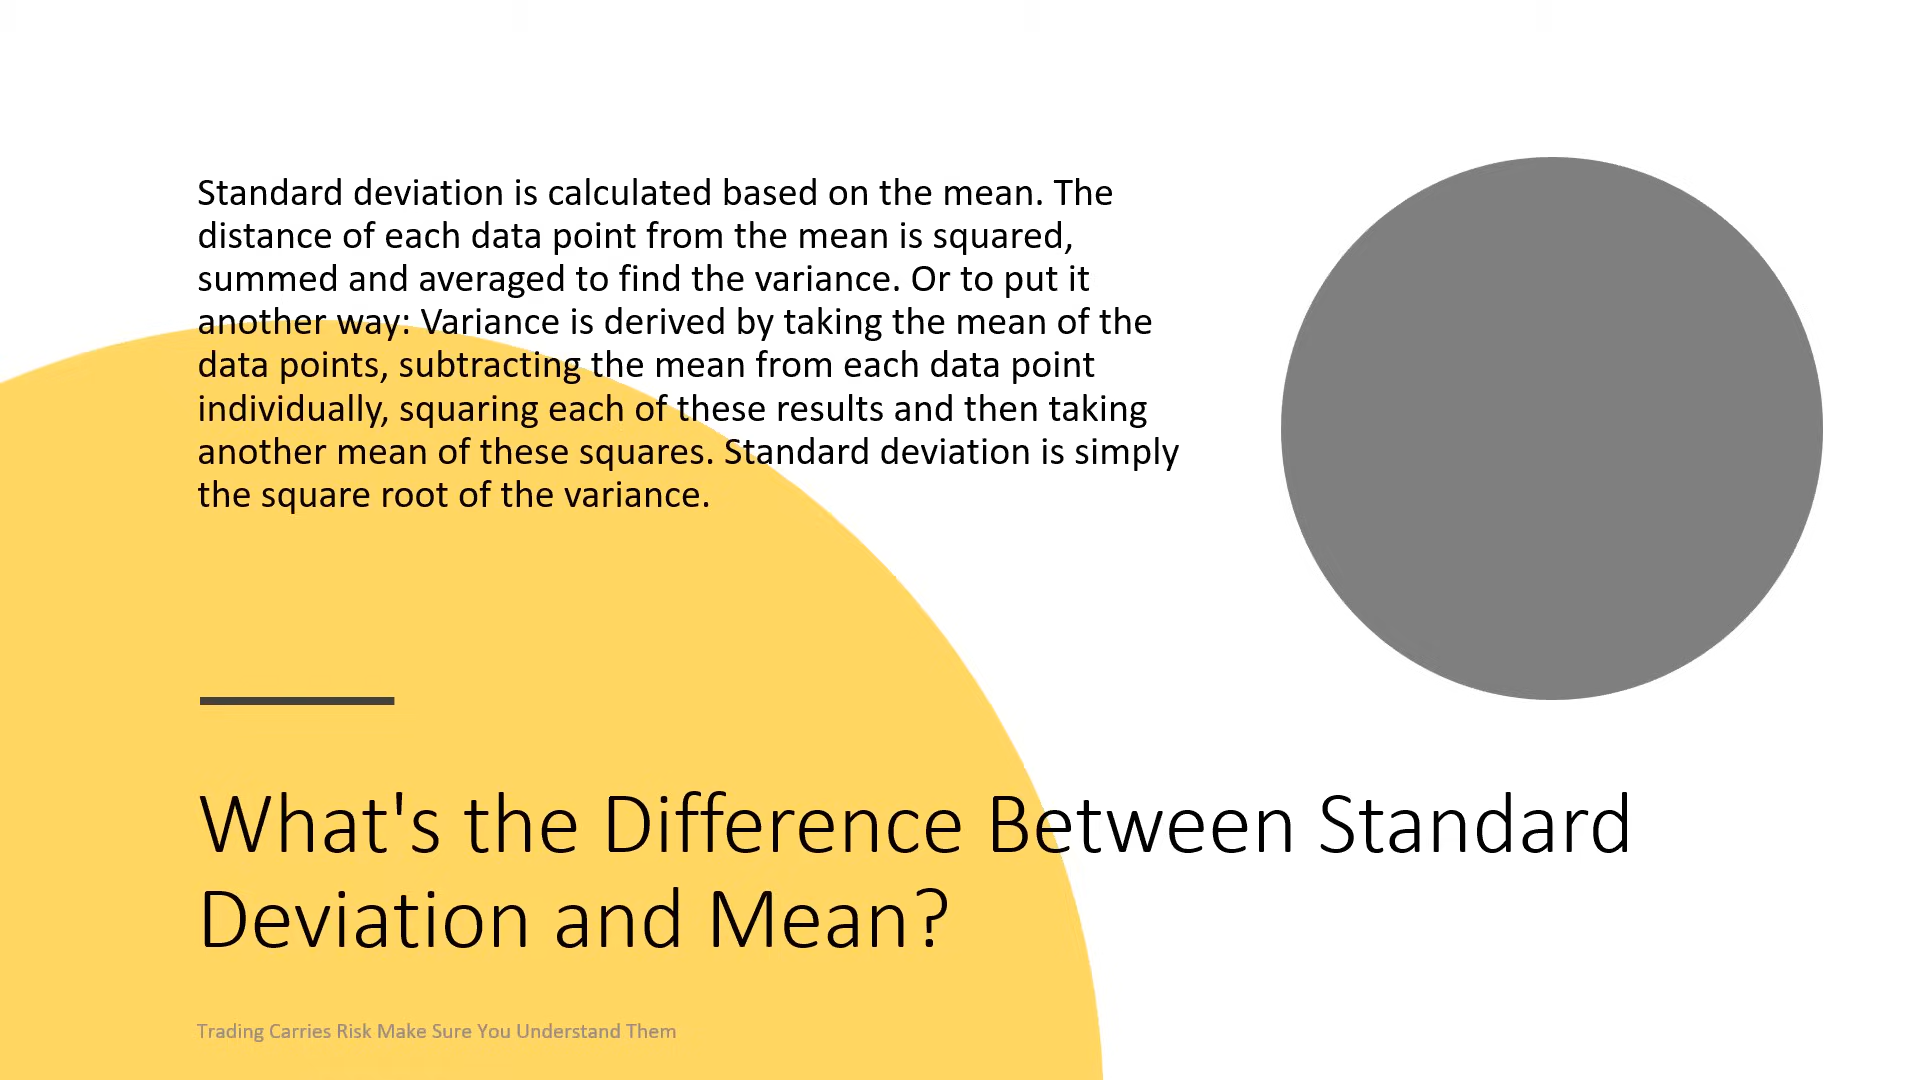 Standard deviation is calculated based on the mean. The
distance of each data point from the mean is squared,
summed and averaged to find the variance. Or to put it
another way: Variance is derived by taking the mean of the
data points, subtracting the mean from each data point
individually, squaring each of these results and then taking
another mean of these squares. Standard deviation is simply
the square root of the variance.
What's the Difference Between Standard
Deviation and Mean?
Trading Carries Risk Make Sure You Understand Them